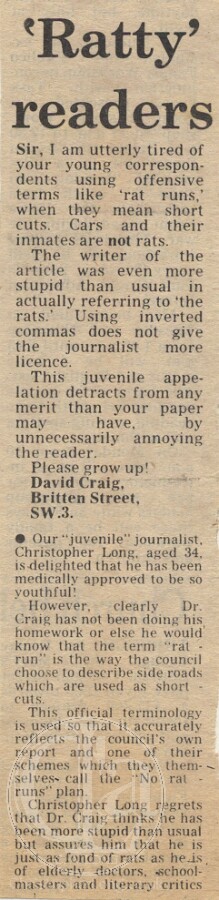 ‘Ratty’
readers
Sir, I am utterly tired of
your young correspon-
dents using offensive
terms like ‘rat runs,’
when they mean short
cuts. Cars and their
inmates are not rats.
The writer of the
article was even more
stupid than usual in
actually referring to ‘the
rats.’ Using inverted
commas does not give
the journalist more
licence.
This juvenile appe-
lation detracts from any
merit than your paper
may have, by
unnecessarily annoying
the reader.
Please grow up!
David Craig,
Britten Street,
SW.3.
● Our “juvenile” journalist,
Christopher Long, aged 34,
is delighted that he has been
medically approved to be so
youthful!
However, clearly Dr.
Craig has not been doing his
homework or else he would
know that the term “rat -
run” is the way the council
choose to describe side roads
which are used as short -
cuts.
This official terminology
is used so that it accurately
reflects the council's own
report and one of their
schemes which they them-
selves call the “No rat -
runs” plan.
Christopher Long regrets
that Dr. Craig thinks he has
been more stupid than usual
but assures him that he is
just as fond of rats as he is
of elderly doctors, school-
masters and literary critics